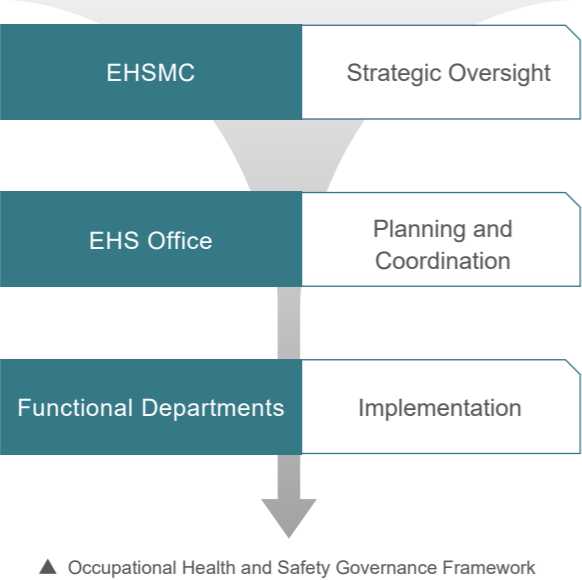 EHSMC
Strategic Oversight
EHS Office
Planning and
Coordination
Functional Departments
Implementation
▲ Occupational Health and Safety Governance Framework